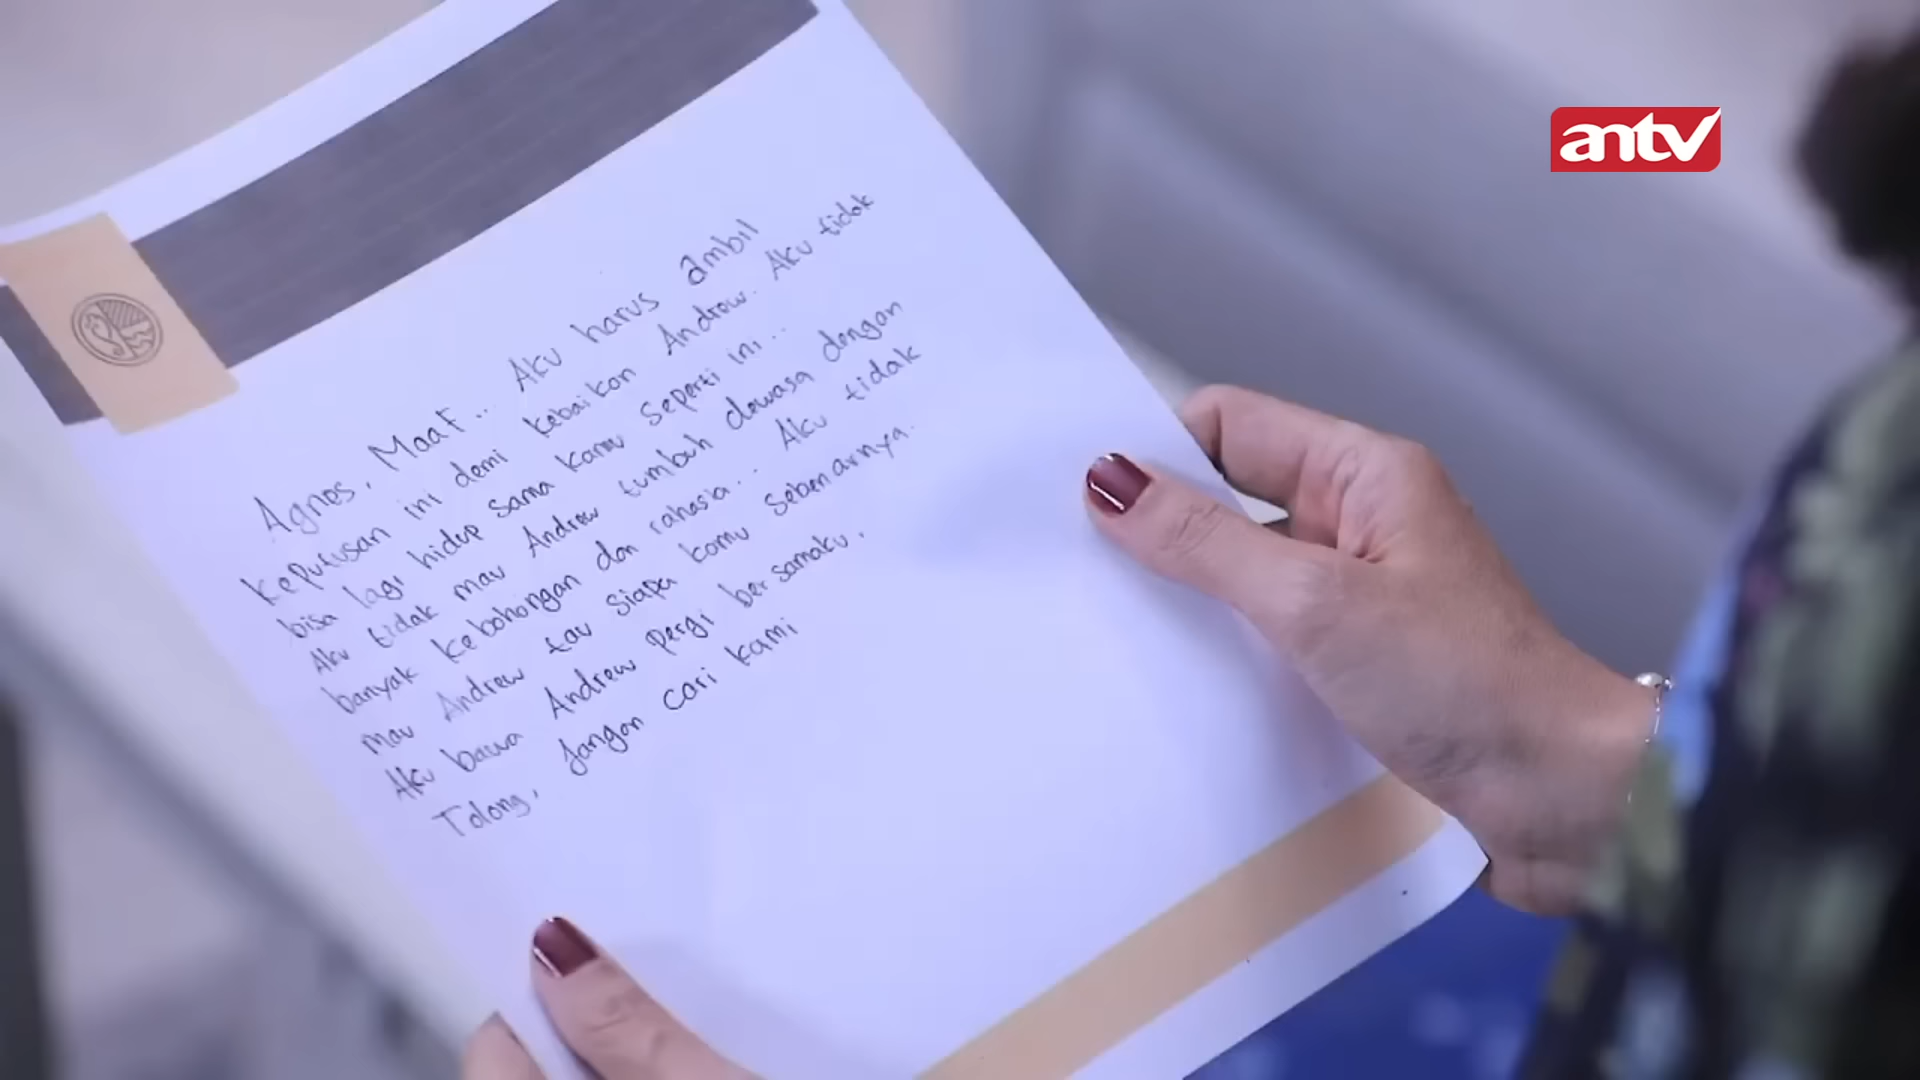 antv
Agnes, Maaf... Aku harus ambil
keputusan ini demi kebaikan Andrew. Aku tidak
bisa lagi hidup sama kamu seperti ini...
Aku tidak mau Andrew tumbuh dewasa dengan
banyak kebohongan dan rahasia... Aku tidak
mau Andrew tau siapa kamu sebenarnya.
Aku bawa Andrew pergi bersamaku.
Tolong, jangan cari kami